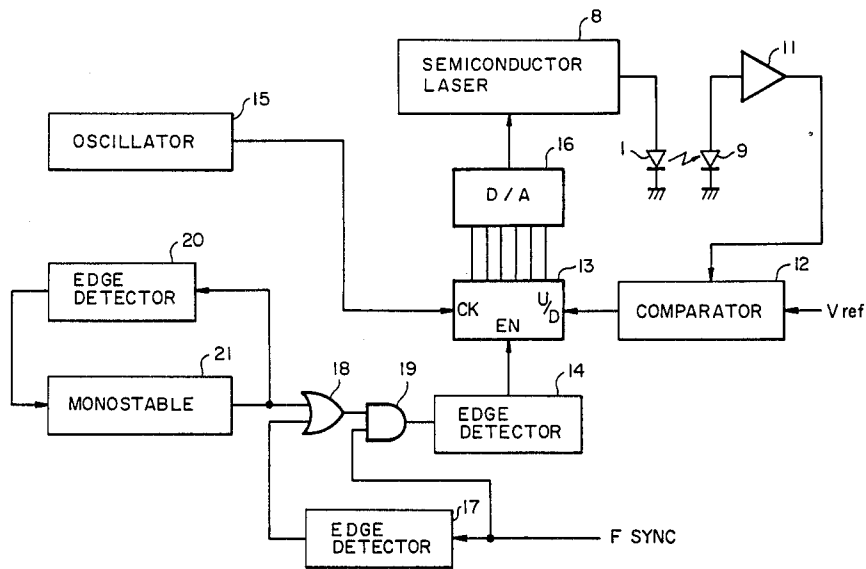 8
SEMICONDUCTOR
LASER
11
15
OSCILLATOR
16
1
9
D/A
20
EDGE
DETECTOR
13
CK
U/D
EN
12
COMPARATOR
Vref
21
MONOSTABLE
18
19
14
EDGE
DETECTOR
17
EDGE
DETECTOR
F SYNC